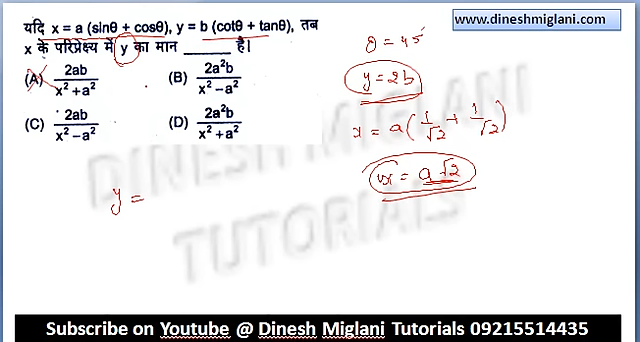 www.dineshmiglani.com
यदि x = a (sinθ + cosθ), y = b (cotθ + tanθ), तब
x के परिप्रेक्ष्य में y का मान ______ है।
(A) 2ab / x² + a² (B) 2a²b / x² − a²
(C) 2ab / x² − a² (D) 2a²b / x² + a²
θ = 45
y = 2b
x = a(1/√2 + 1/√2)
x = a√2
y =
DINESH MIGLANI
TUTORIALS
Subscribe on Youtube @ Dinesh Miglani Tutorials 09215514435